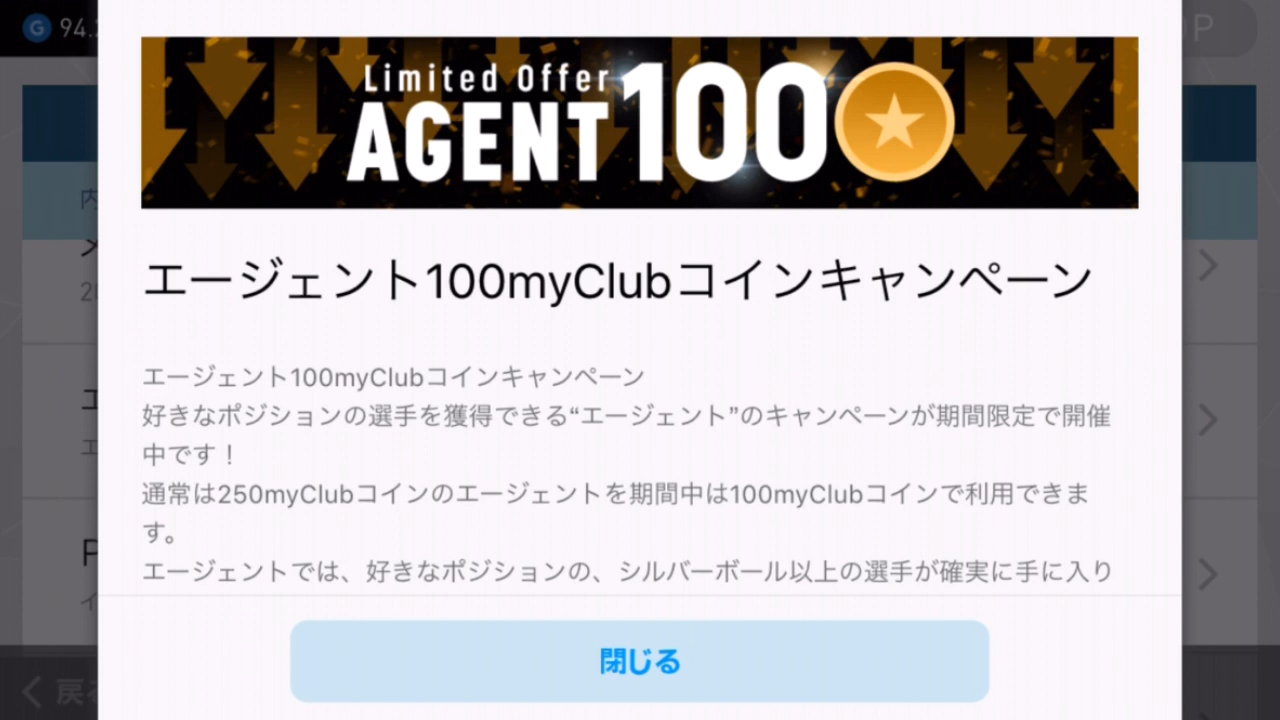 Limited Offer
AGENT100
エージェント100myClubコインキャンペーン
エージェント100myClubコインキャンペーン
好きなポジションの選手を獲得できる“エージェント”のキャンペーンが期間限定で開催
中です！
通常は250myClubコインのエージェントを期間中は100myClubコインで利用できま
す。
エージェントでは、好きなポジションの、シルバーボール以上の選手が確実に手に入り
閉じる